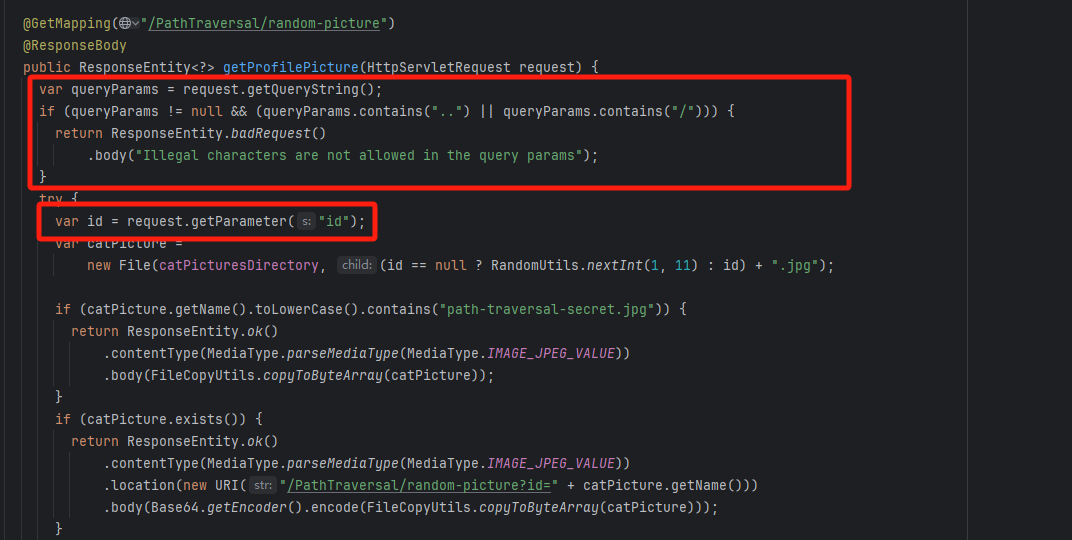 @GetMapping("/PathTraversal/random-picture")
@ResponseBody
public ResponseEntity<?> getProfilePicture(HttpServletRequest request) {
var queryParams = request.getQueryString();
if (queryParams != null && (queryParams.contains("..") || queryParams.contains("/"))) {
return ResponseEntity.badRequest()
.body("Illegal characters are not allowed in the query params");
}
try {
var id = request.getParameter( s: "id");
var catPicture =
new File(catPicturesDirectory, child: (id == null ? RandomUtils.nextInt(1, 11) : id) + ".jpg");
if (catPicture.getName().toLowerCase().contains("path-traversal-secret.jpg")) {
return ResponseEntity.ok()
.contentType(MediaType.parseMediaType(MediaType.IMAGE_JPEG_VALUE))
.body(FileCopyUtils.copyToByteArray(catPicture));
}
if (catPicture.exists()) {
return ResponseEntity.ok()
.contentType(MediaType.parseMediaType(MediaType.IMAGE_JPEG_VALUE))
.location(new URI( str: "/PathTraversal/random-picture?id=" + catPicture.getName()))
.body(Base64.getEncoder().encode(FileCopyUtils.copyToByteArray(catPicture)));
}